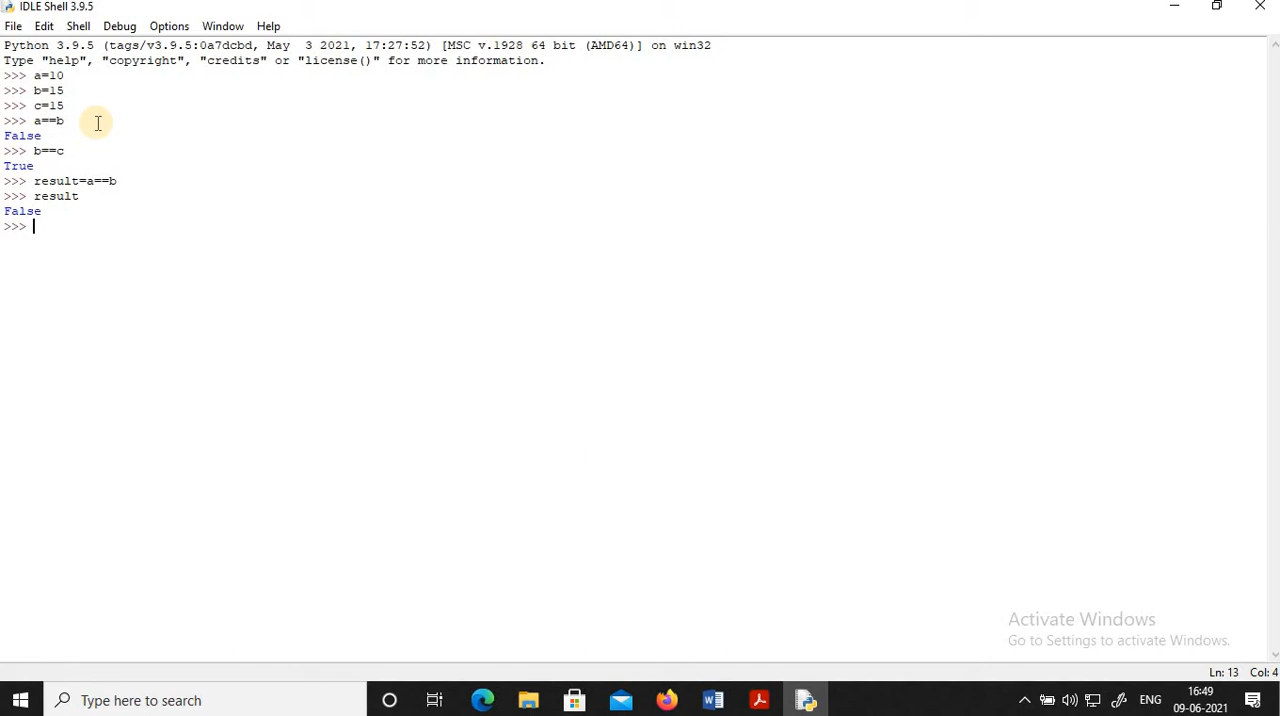 IDLE Shell 3.9.5
File Edit Shell Debug Options Window Help
Python 3.9.5 (tags/v3.9.5:0a7dcbd, May  3 2021, 17:27:52) [MSC v.1928 64 bit (AMD64)] on win32
Type "help", "copyright", "credits" or "license()" for more information.
>>> a=10
>>> b=15
>>> c=15
>>> a==b
False
>>> b==c
True
>>> result=a==b
>>> result
False
>>>
Activate Windows
Go to Settings to activate Windows.
Ln: 13 Col: 4
Type here to search
ENG
16:49
09-06-2021